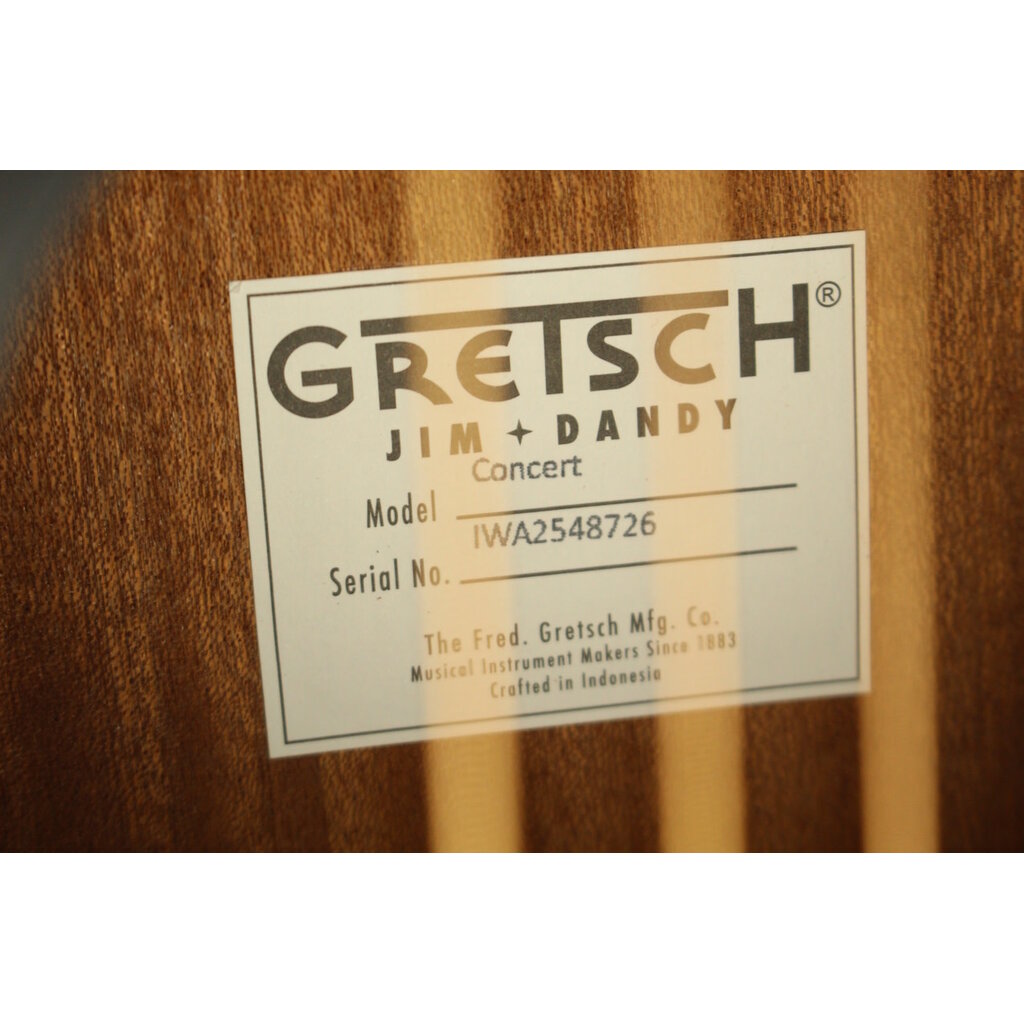 GRETSCH®
JIM + DANDY
Concert
Model
IWA2548726
Serial No.
The Fred. Gretsch Mfg. Co.
Musical Instrument Makers Since 1883
Crafted in Indonesia